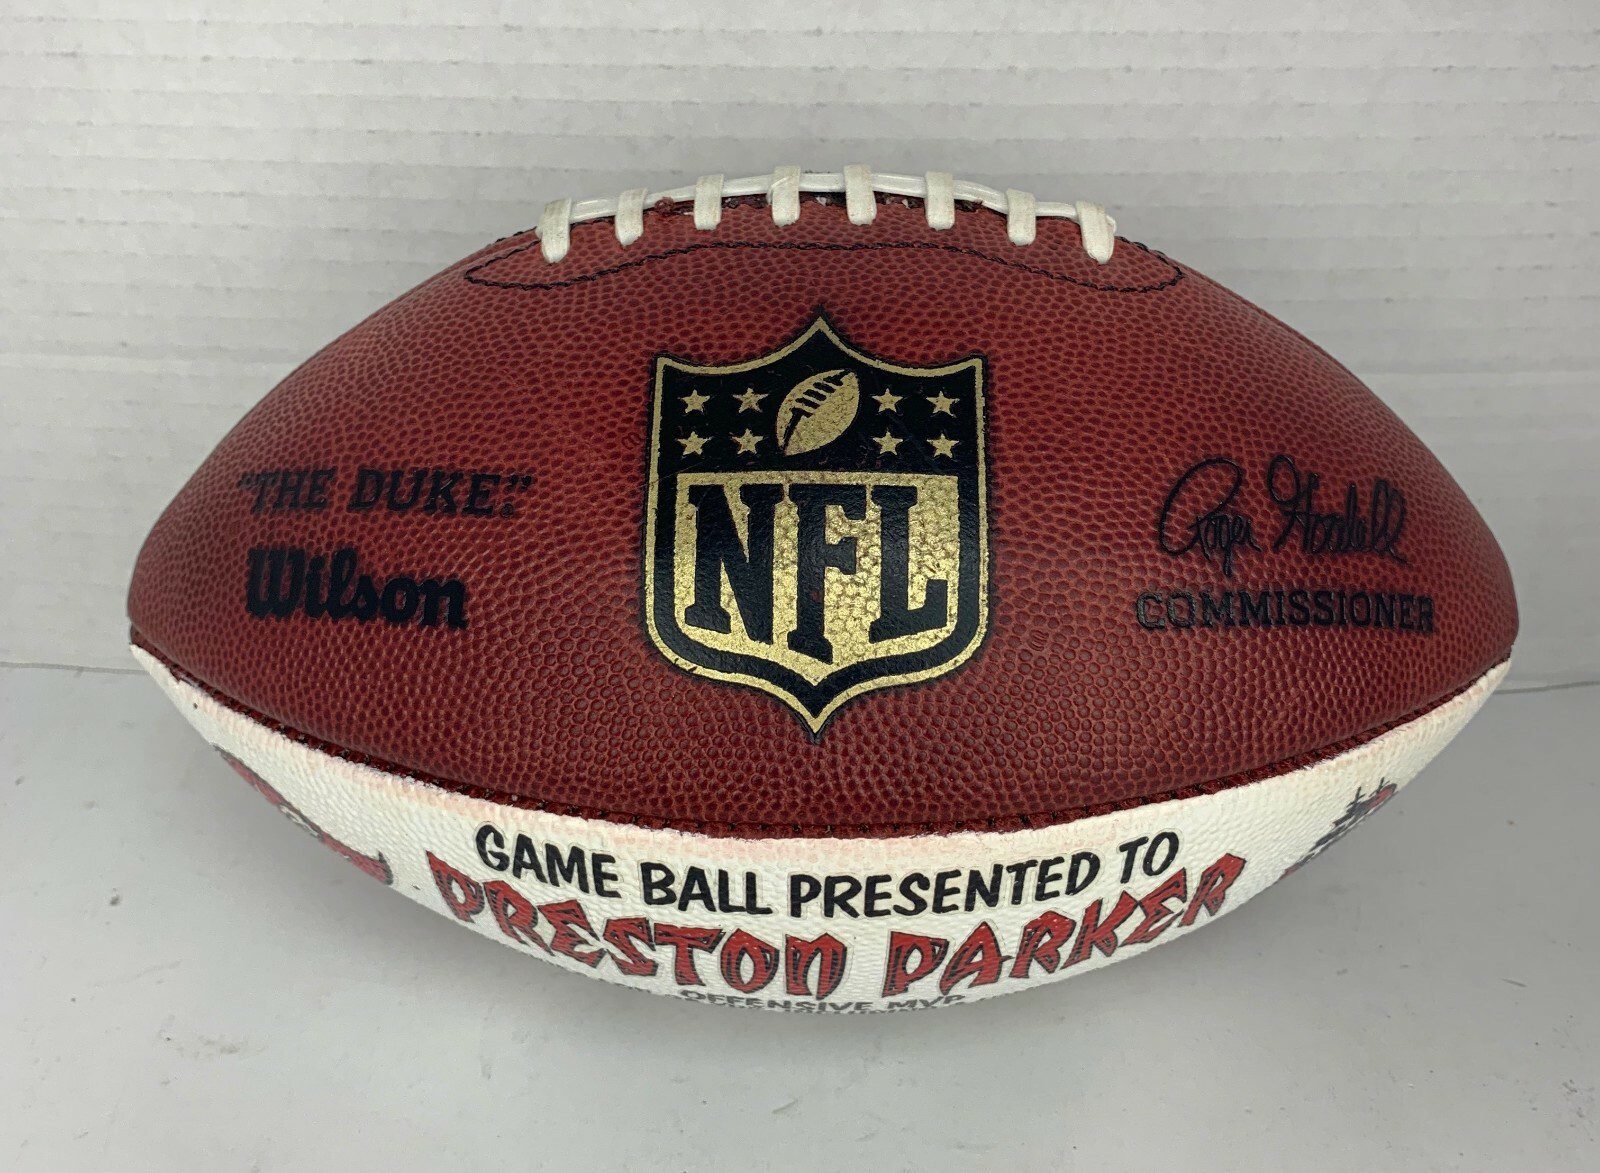 "THE DUKE"
Wilson
NFL
Roger Goodell
COMMISSIONER
GAME BALL PRESENTED TO
PRESTON PARKER
OFFENSIVE MVP